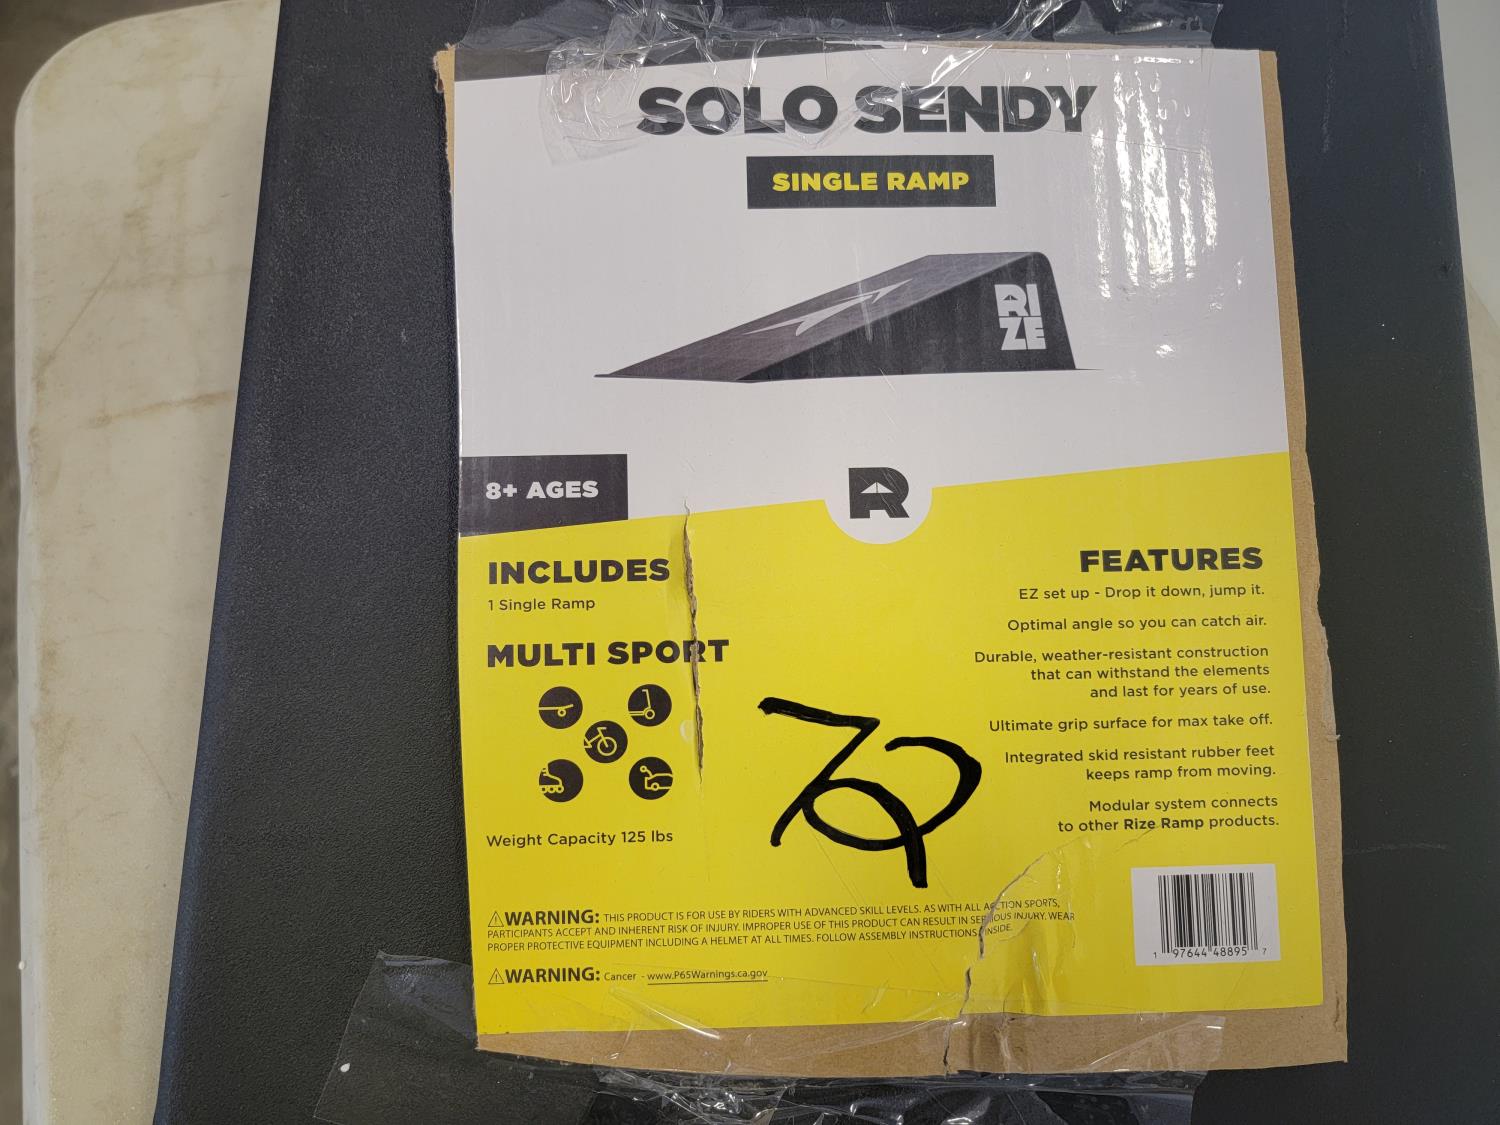 SOLO SENDY
SINGLE RAMP
RI
ZE
8+ AGES
R
INCLUDES
1 Single Ramp
MULTI SPORT
Weight Capacity 125 lbs
FEATURES
EZ set up - Drop it down, jump it.
Optimal angle so you can catch air.
Durable, weather-resistant construction
that can withstand the elements
and last for years of use.
Ultimate grip surface for max take off.
Integrated skid resistant rubber feet
keeps ramp from moving.
Modular system connects
to other Rize Ramp products.
⚠WARNING: THIS PRODUCT IS FOR USE BY RIDERS WITH ADVANCED SKILL LEVELS. AS WITH ALL ACTION SPORTS,
PARTICIPANTS ACCEPT AND INHERENT RISK OF INJURY. IMPROPER USE OF THIS PRODUCT CAN RESULT IN SERIOUS INJURY. WEAR
PROPER PROTECTIVE EQUIPMENT INCLUDING A HELMET AT ALL TIMES. FOLLOW ASSEMBLY INSTRUCTIONS INSIDE.
⚠WARNING: Cancer - www.P65Warnings.ca.gov
1 97644 48895 7